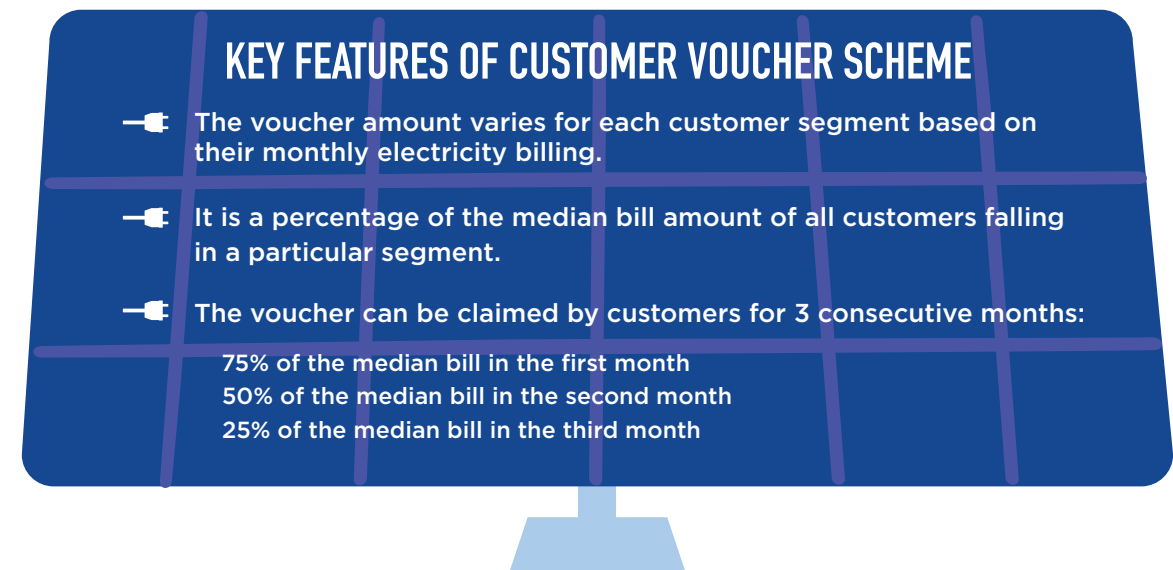 KEY FEATURES OF CUSTOMER VOUCHER SCHEME
The voucher amount varies for each customer segment based on
their monthly electricity billing.
It is a percentage of the median bill amount of all customers falling
in a particular segment.
The voucher can be claimed by customers for 3 consecutive months:
75% of the median bill in the first month
50% of the median bill in the second month
25% of the median bill in the third month